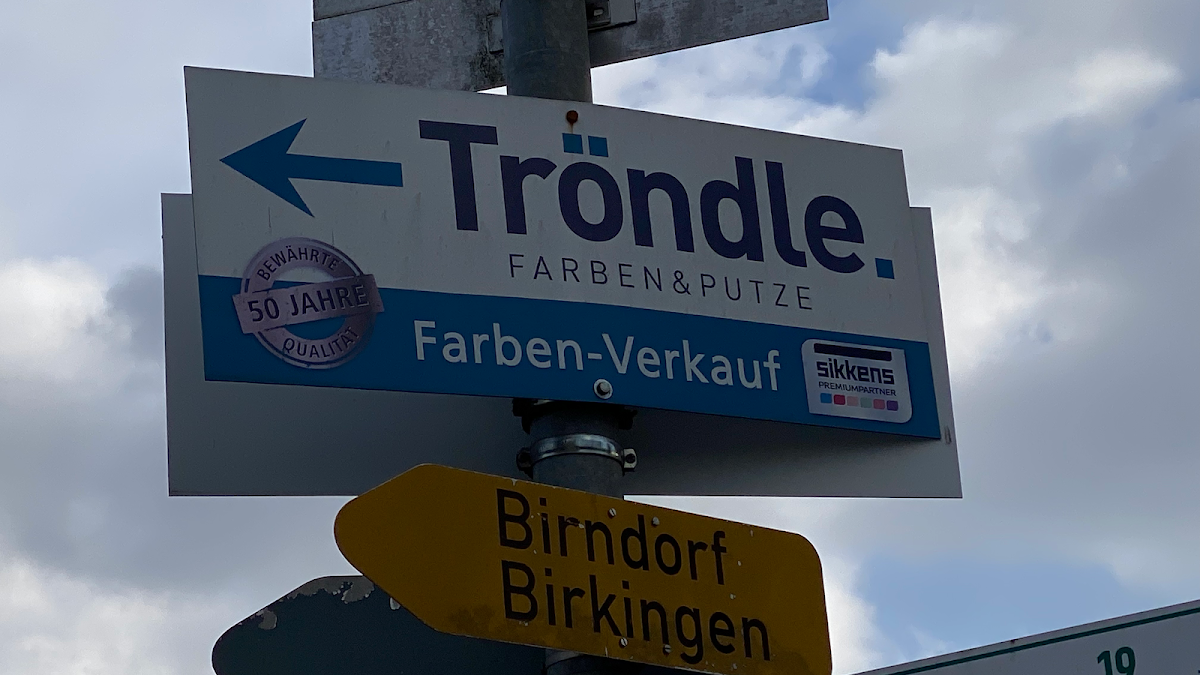 Tröndle.
FARBEN&PUTZE
BEWÄHRTE
50 JAHRE
QUALITÄT
Farben-Verkauf
sikkens
PREMIUMPARTNER
Birndorf
Birkingen
19